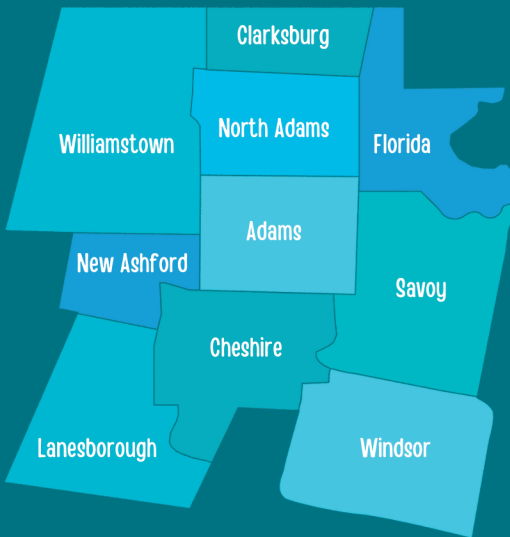 Clarksburg
North Adams
Williamstown
Florida
Adams
New Ashford
Savoy
Cheshire
Lanesborough
Windsor